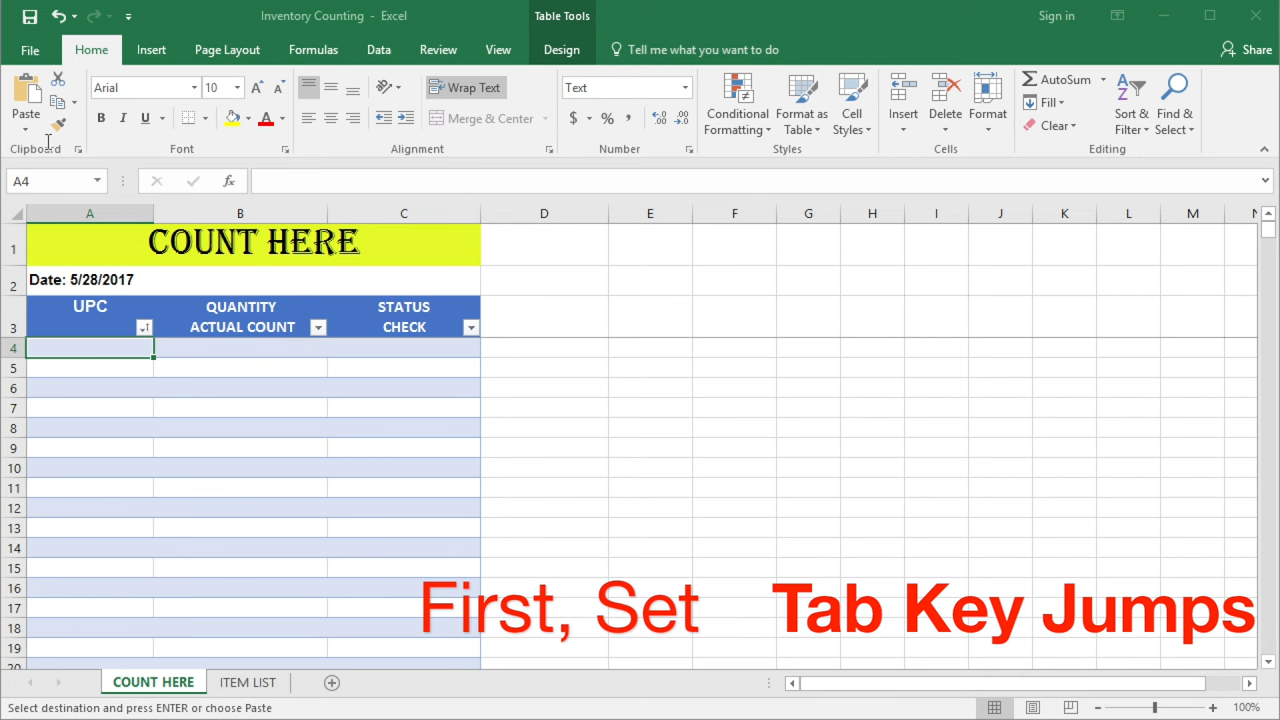 Inventory Counting - Excel
Table Tools
Sign in
File
Home
Insert
Page Layout
Formulas
Data
Review
View
Design
Tell me what you want to do
Share
Paste
Clipboard
Arial
10
B I U
A
Font
Wrap Text
Merge & Center
Alignment
Text
$ % ,
Number
Conditional
Formatting
Format as
Table
Cell
Styles
Styles
Insert
Delete
Format
Cells
AutoSum
Fill
Clear
Sort &
Filter
Find &
Select
Editing
A4
fx
A B C D E F G H I J K L M N
1
COUNT HERE
2
Date: 5/28/2017
3
UPC
QUANTITY
ACTUAL COUNT
STATUS
CHECK
4
5
6
7
8
9
10
11
12
13
14
15
16
17
18
19
20
First, Set Tab Key Jumps
COUNT HERE
ITEM LIST
Select destination and press ENTER or choose Paste
100%